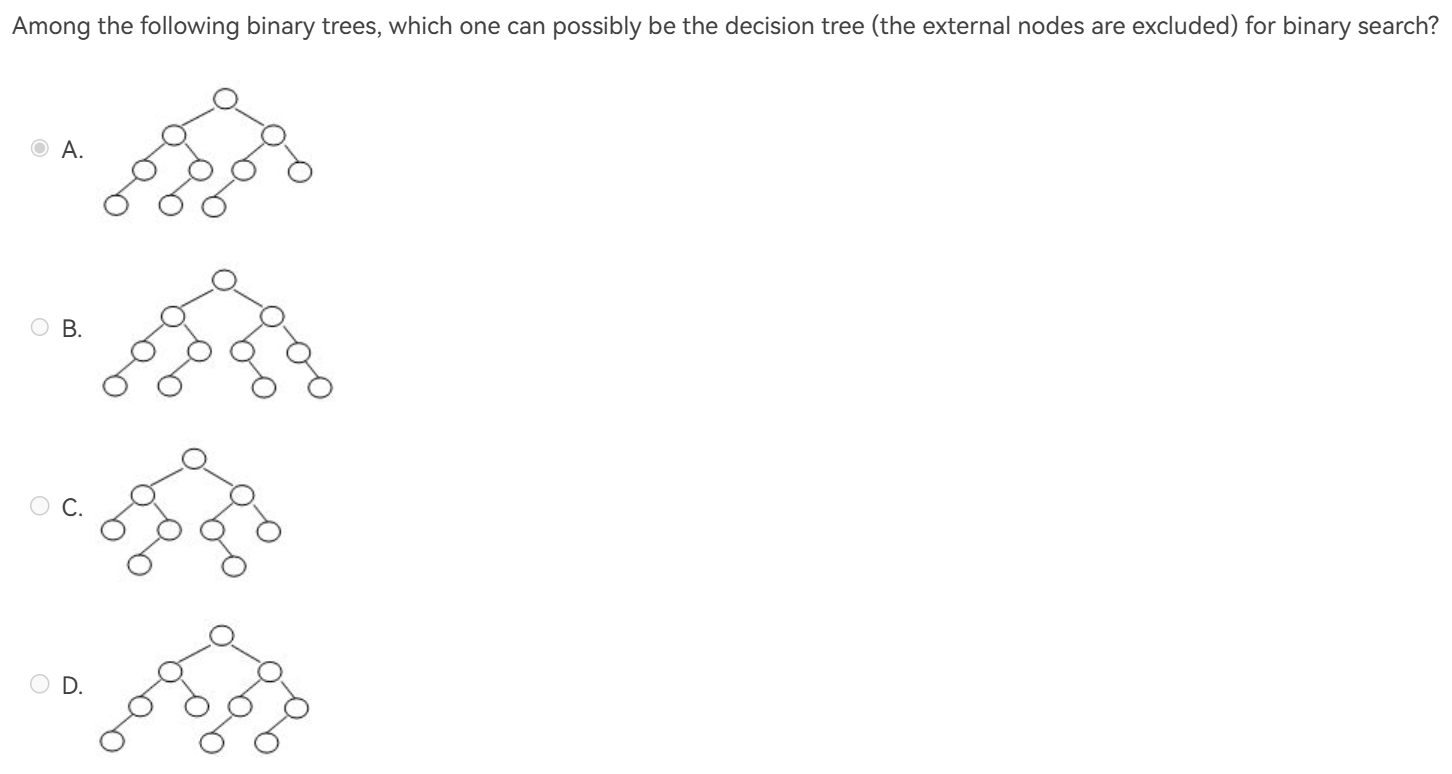 Among the following binary trees, which one can possibly be the decision tree (the external nodes are excluded) for binary search?
A.
B.
C.
D.